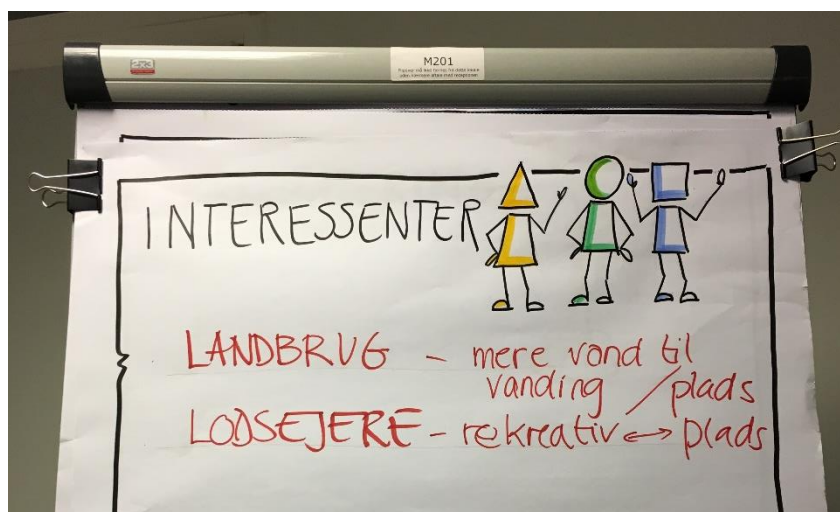 M201
INTERESSENTER
LANDBRUG - mere vand til
vanding / plads
LODSEJERE - rekreativ ↔ plads